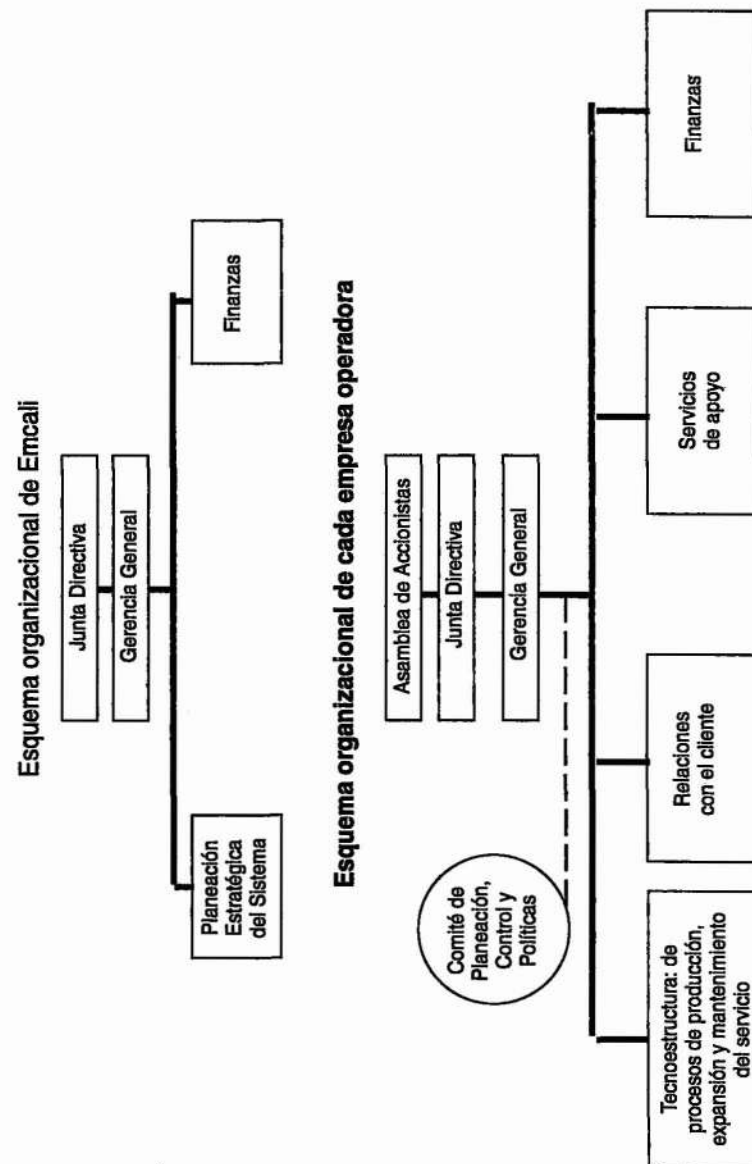 Esquema organizacional de Emcali
Junta Directiva
Gerencia General
Planeación
Estratégica
del Sistema
Finanzas
Esquema organizacional de cada empresa operadora
Asamblea de Accionistas
Junta Directiva
Gerencia General
Comité de
Planeación,
Control y
Políticas
Tecnoestructura: de
procesos de producción,
expansión y mantenimiento
del servicio
Relaciones
con el cliente
Servicios
de apoyo
Finanzas